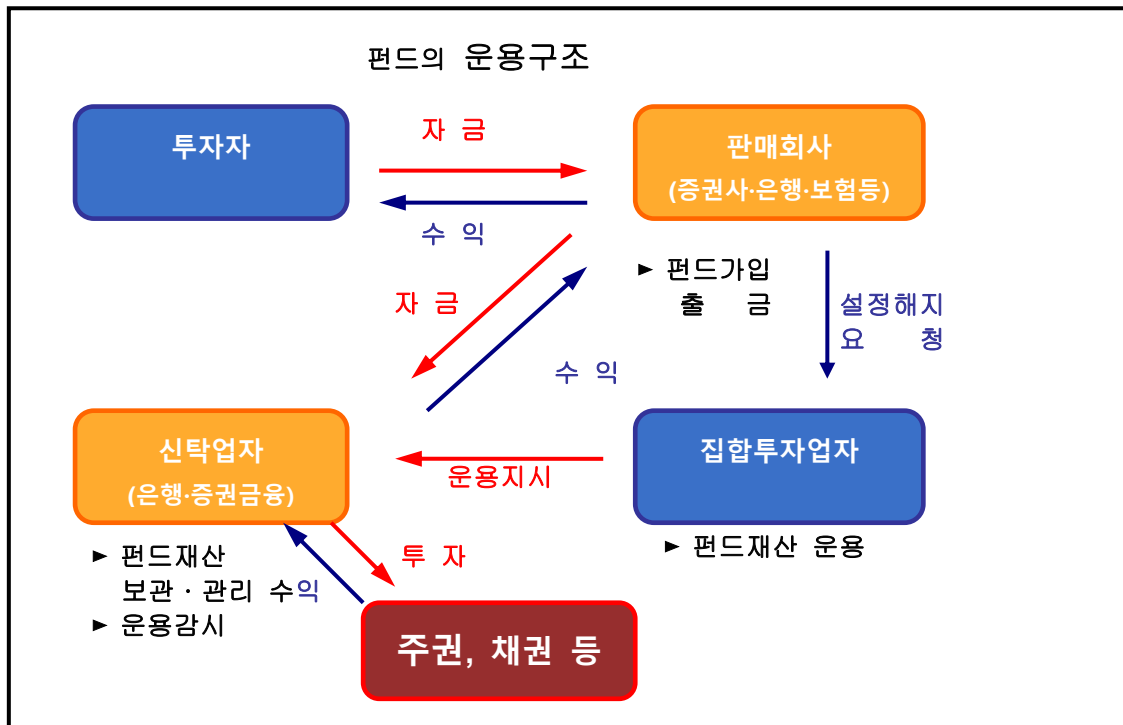 펀드의 운용구조
투자자
자 금
수 익
판매회사
(증권사·은행·보험등)
► 펀드가입
출 금
설정해지
요 청
자 금
수 익
신탁업자
(은행·증권금융)
운용지시
집합투자업자
► 펀드재산 운용
► 펀드재산
보관 · 관리 수익
► 운용감시
투 자
주권, 채권 등